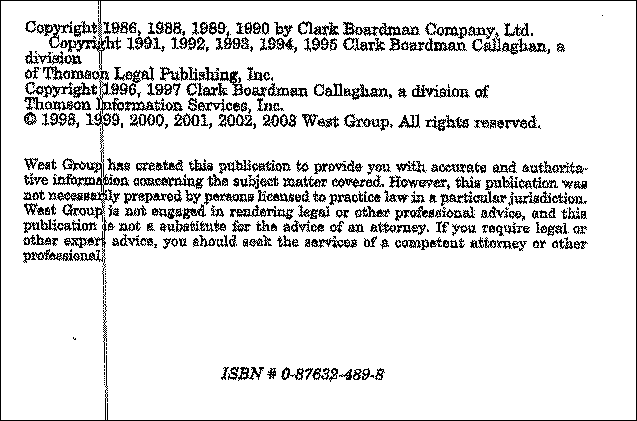 Copyright 1986, 1988, 1989, 1990 by Clark Boardman Company, Ltd.
Copyright 1991, 1992, 1993, 1994, 1995 Clark Boardman Callaghan, a
division
of Thomson Legal Publishing, Inc.
Copyright 1996, 1997 Clark Boardman Callaghan, a division of
Thomson Information Services, Inc.
© 1998, 1999, 2000, 2001, 2002, 2003 West Group. All rights reserved.
West Group has created this publication to provide you with accurate and authorita-
tive information concerning the subject matter covered. However, this publication was
not necessarily prepared by persons licensed to practice law in a particular jurisdiction.
West Group is not engaged in rendering legal or other professional advice, and this
publication is not a substitute for the advice of an attorney. If you require legal or
other expert advice, you should seek the services of a competent attorney or other
professional.
ISBN # 0-87632-489-8